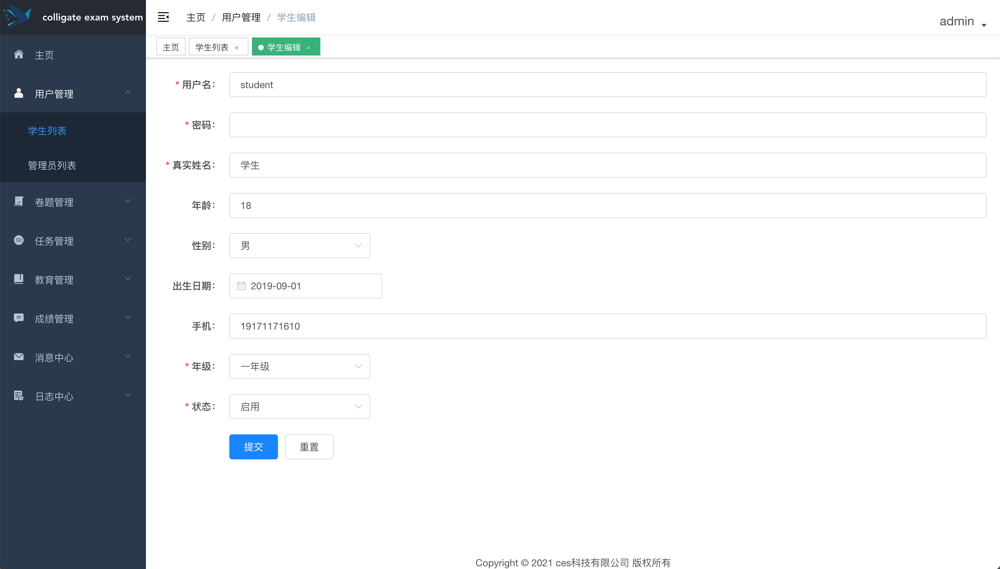 colligate exam system
主页 / 用户管理 / 学生编辑
admin
主页
学生列表 ×
学生编辑 ×
主页
用户管理
学生列表
管理员列表
卷题管理
任务管理
教育管理
成绩管理
消息中心
日志中心
* 用户名： student
* 密码：
* 真实姓名： 学生
年龄： 18
性别： 男
出生日期： 2019-09-01
手机： 19171171610
* 年级： 一年级
* 状态： 启用
提交 重置
Copyright © 2021 ces科技有限公司 版权所有